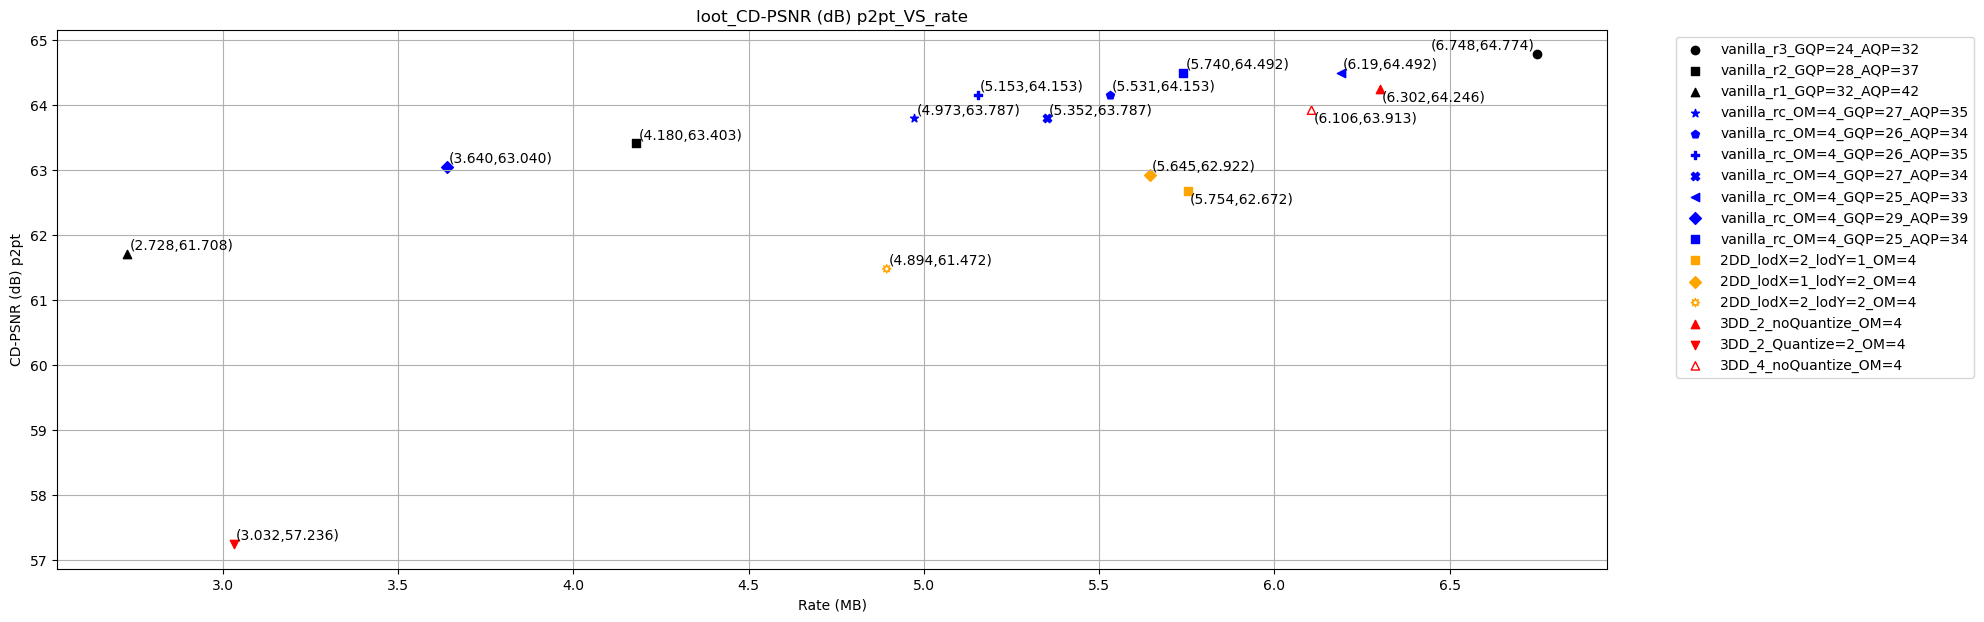 loot_CD-PSNR (dB) p2pt_VS_rate
65
64
63
62
61
60
59
58
57
CD-PSNR (dB) p2pt
(6.748,64.774)
(5.740,64.492)
(6.19,64.492)
(5.153,64.153)
(5.531,64.153)
(6.302,64.246)
(4.973,63.787)
(5.352,63.787)
(6.106,63.913)
(4.180,63.403)
(3.640,63.040)
(5.645,62.922)
(5.754,62.672)
(2.728,61.708)
(4.894,61.472)
(3.032,57.236)
3.0
3.5
4.0
4.5
5.0
5.5
6.0
6.5
Rate (MB)
vanilla_r3_GQP=24_AQP=32
vanilla_r2_GQP=28_AQP=37
vanilla_r1_GQP=32_AQP=42
vanilla_rc_OM=4_GQP=27_AQP=35
vanilla_rc_OM=4_GQP=26_AQP=34
vanilla_rc_OM=4_GQP=26_AQP=35
vanilla_rc_OM=4_GQP=27_AQP=34
vanilla_rc_OM=4_GQP=25_AQP=33
vanilla_rc_OM=4_GQP=29_AQP=39
vanilla_rc_OM=4_GQP=25_AQP=34
2DD_lodX=2_lodY=1_OM=4
2DD_lodX=1_lodY=2_OM=4
2DD_lodX=2_lodY=2_OM=4
3DD_2_noQuantize_OM=4
3DD_2_Quantize=2_OM=4
3DD_4_noQuantize_OM=4